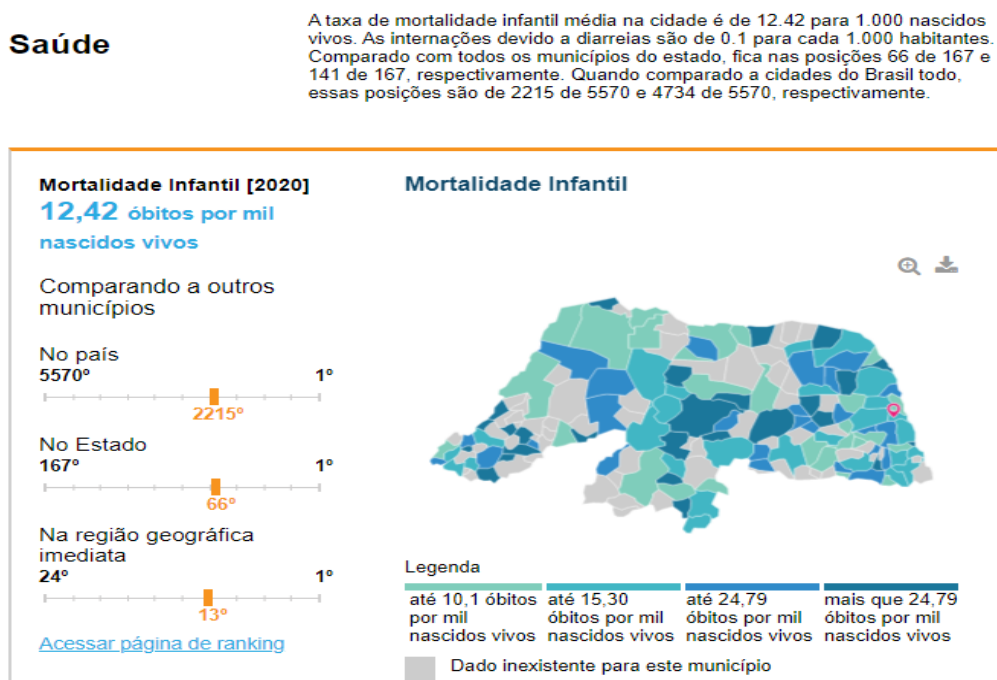 Saúde
A taxa de mortalidade infantil média na cidade é de 12.42 para 1.000 nascidos
vivos. As internações devido a diarreias são de 0.1 para cada 1.000 habitantes.
Comparado com todos os municípios do estado, fica nas posições 66 de 167 e
141 de 167, respectivamente. Quando comparado a cidades do Brasil todo,
essas posições são de 2215 de 5570 e 4734 de 5570, respectivamente.
Mortalidade Infantil [2020]
12,42 óbitos por mil
nascidos vivos
Comparando a outros
municípios
No país
5570º 1º
2215º
No Estado
167º 1º
66º
Na região geográfica
imediata
24º 1º
13º
Acessar página de ranking
Mortalidade Infantil
Legenda
até 10,1 óbitos
por mil
nascidos vivos
até 15,30
óbitos por mil
nascidos vivos
até 24,79
óbitos por mil
nascidos vivos
mais que 24,79
óbitos por mil
nascidos vivos
Dado inexistente para este município